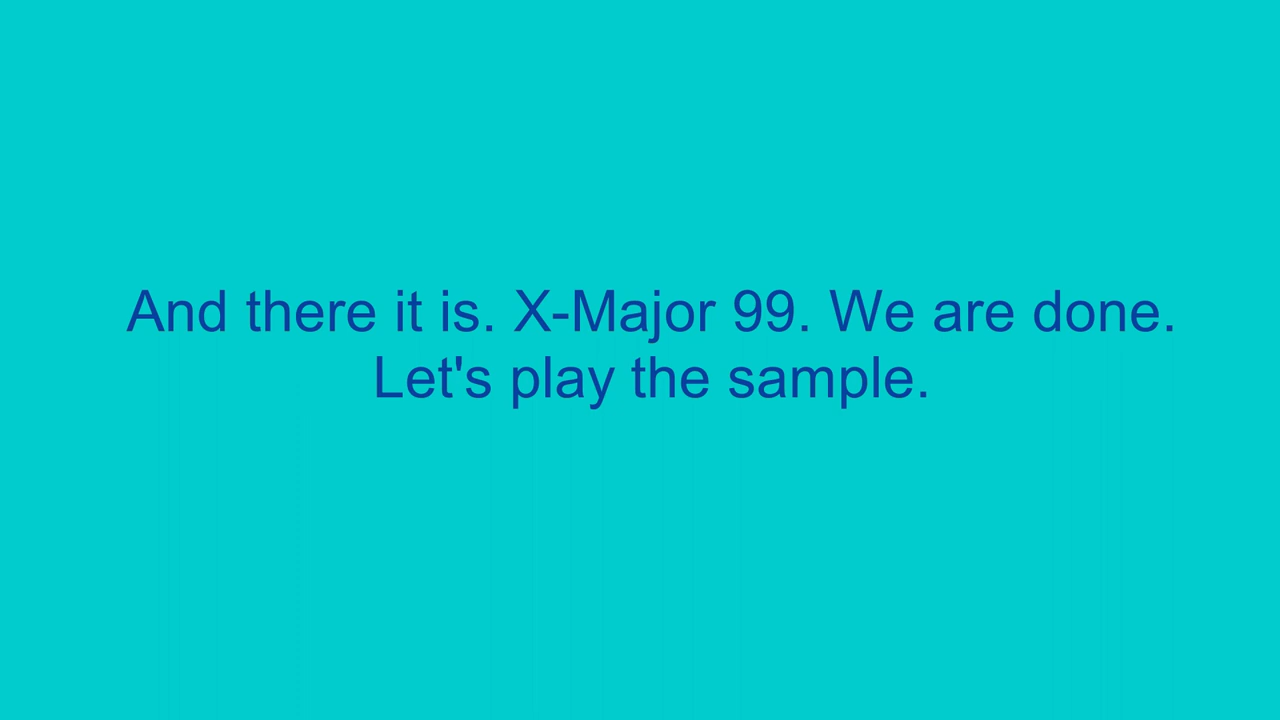 And there it is. X-Major 99. We are done.
Let's play the sample.